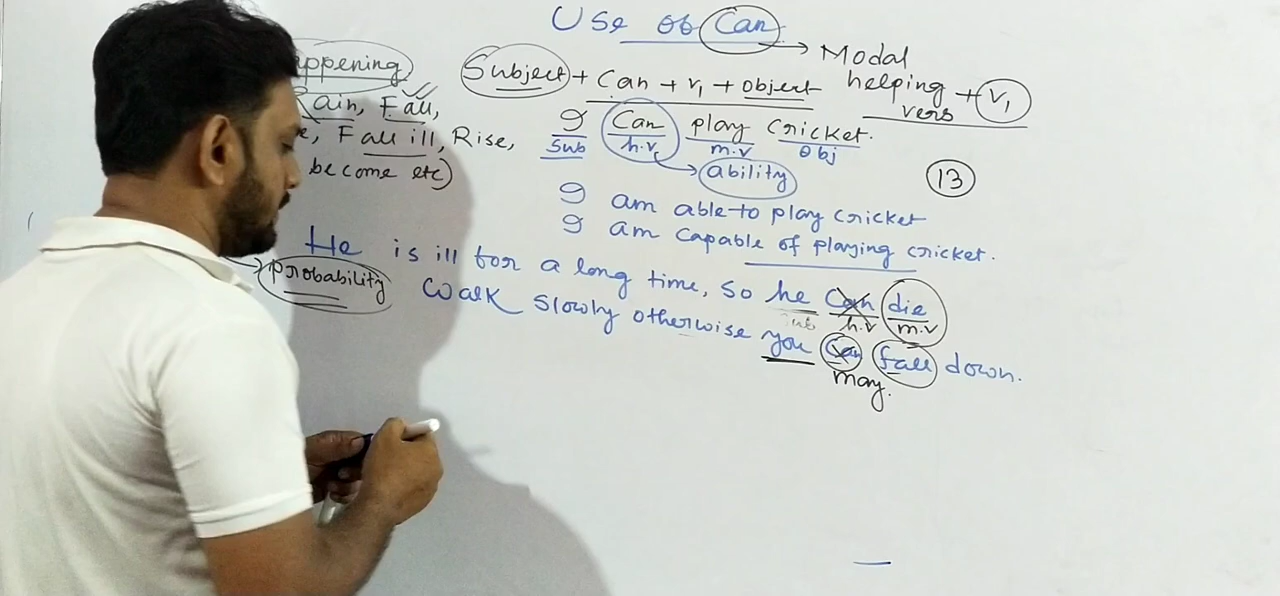 Use of Can
Modal
helping + V1
vers
Subject + Can + V1 + object
I Can play cricket.
Sub h.v m.v obj
ability
13
I am able to play cricket
I am capable of playing cricket.
ppening
Rain, Fall,
e, Fall ill, Rise,
become etc)
probability
He is ill for a long time, so he Can die
sub h.v m.v
Walk slowly otherwise you Can fall down.
may.